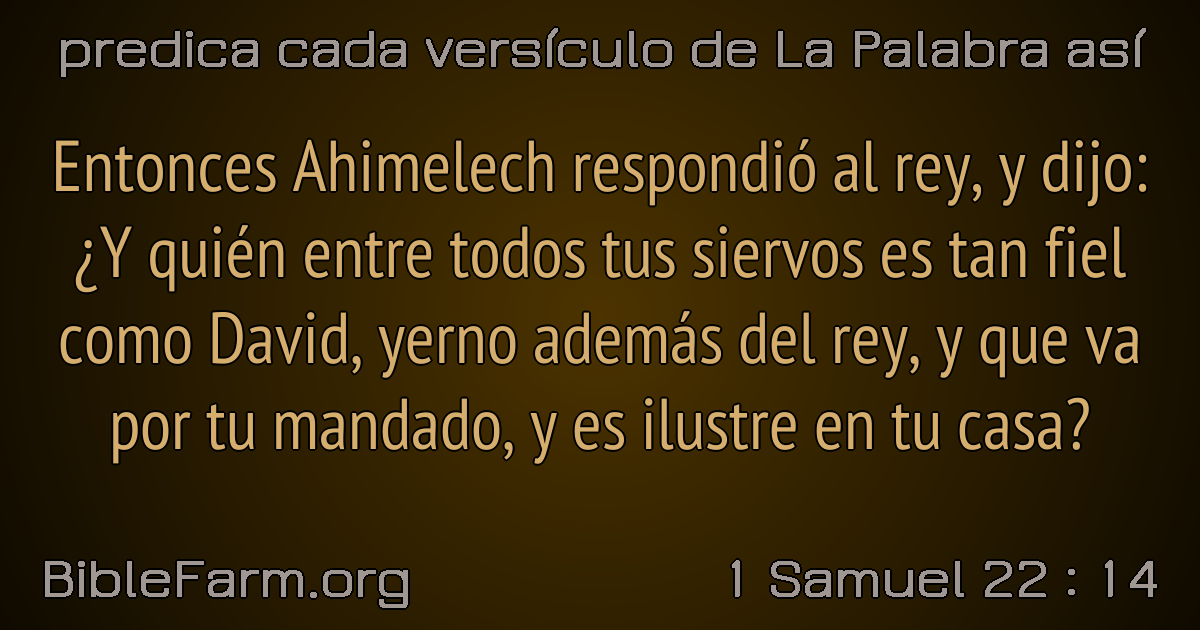 predica cada versículo de La Palabra así
Entonces Ahimelech respondió al rey, y dijo:
¿Y quién entre todos tus siervos es tan fiel
como David, yerno además del rey, y que va
por tu mandado, y es ilustre en tu casa?
BibleFarm.org
1 Samuel 22 : 14